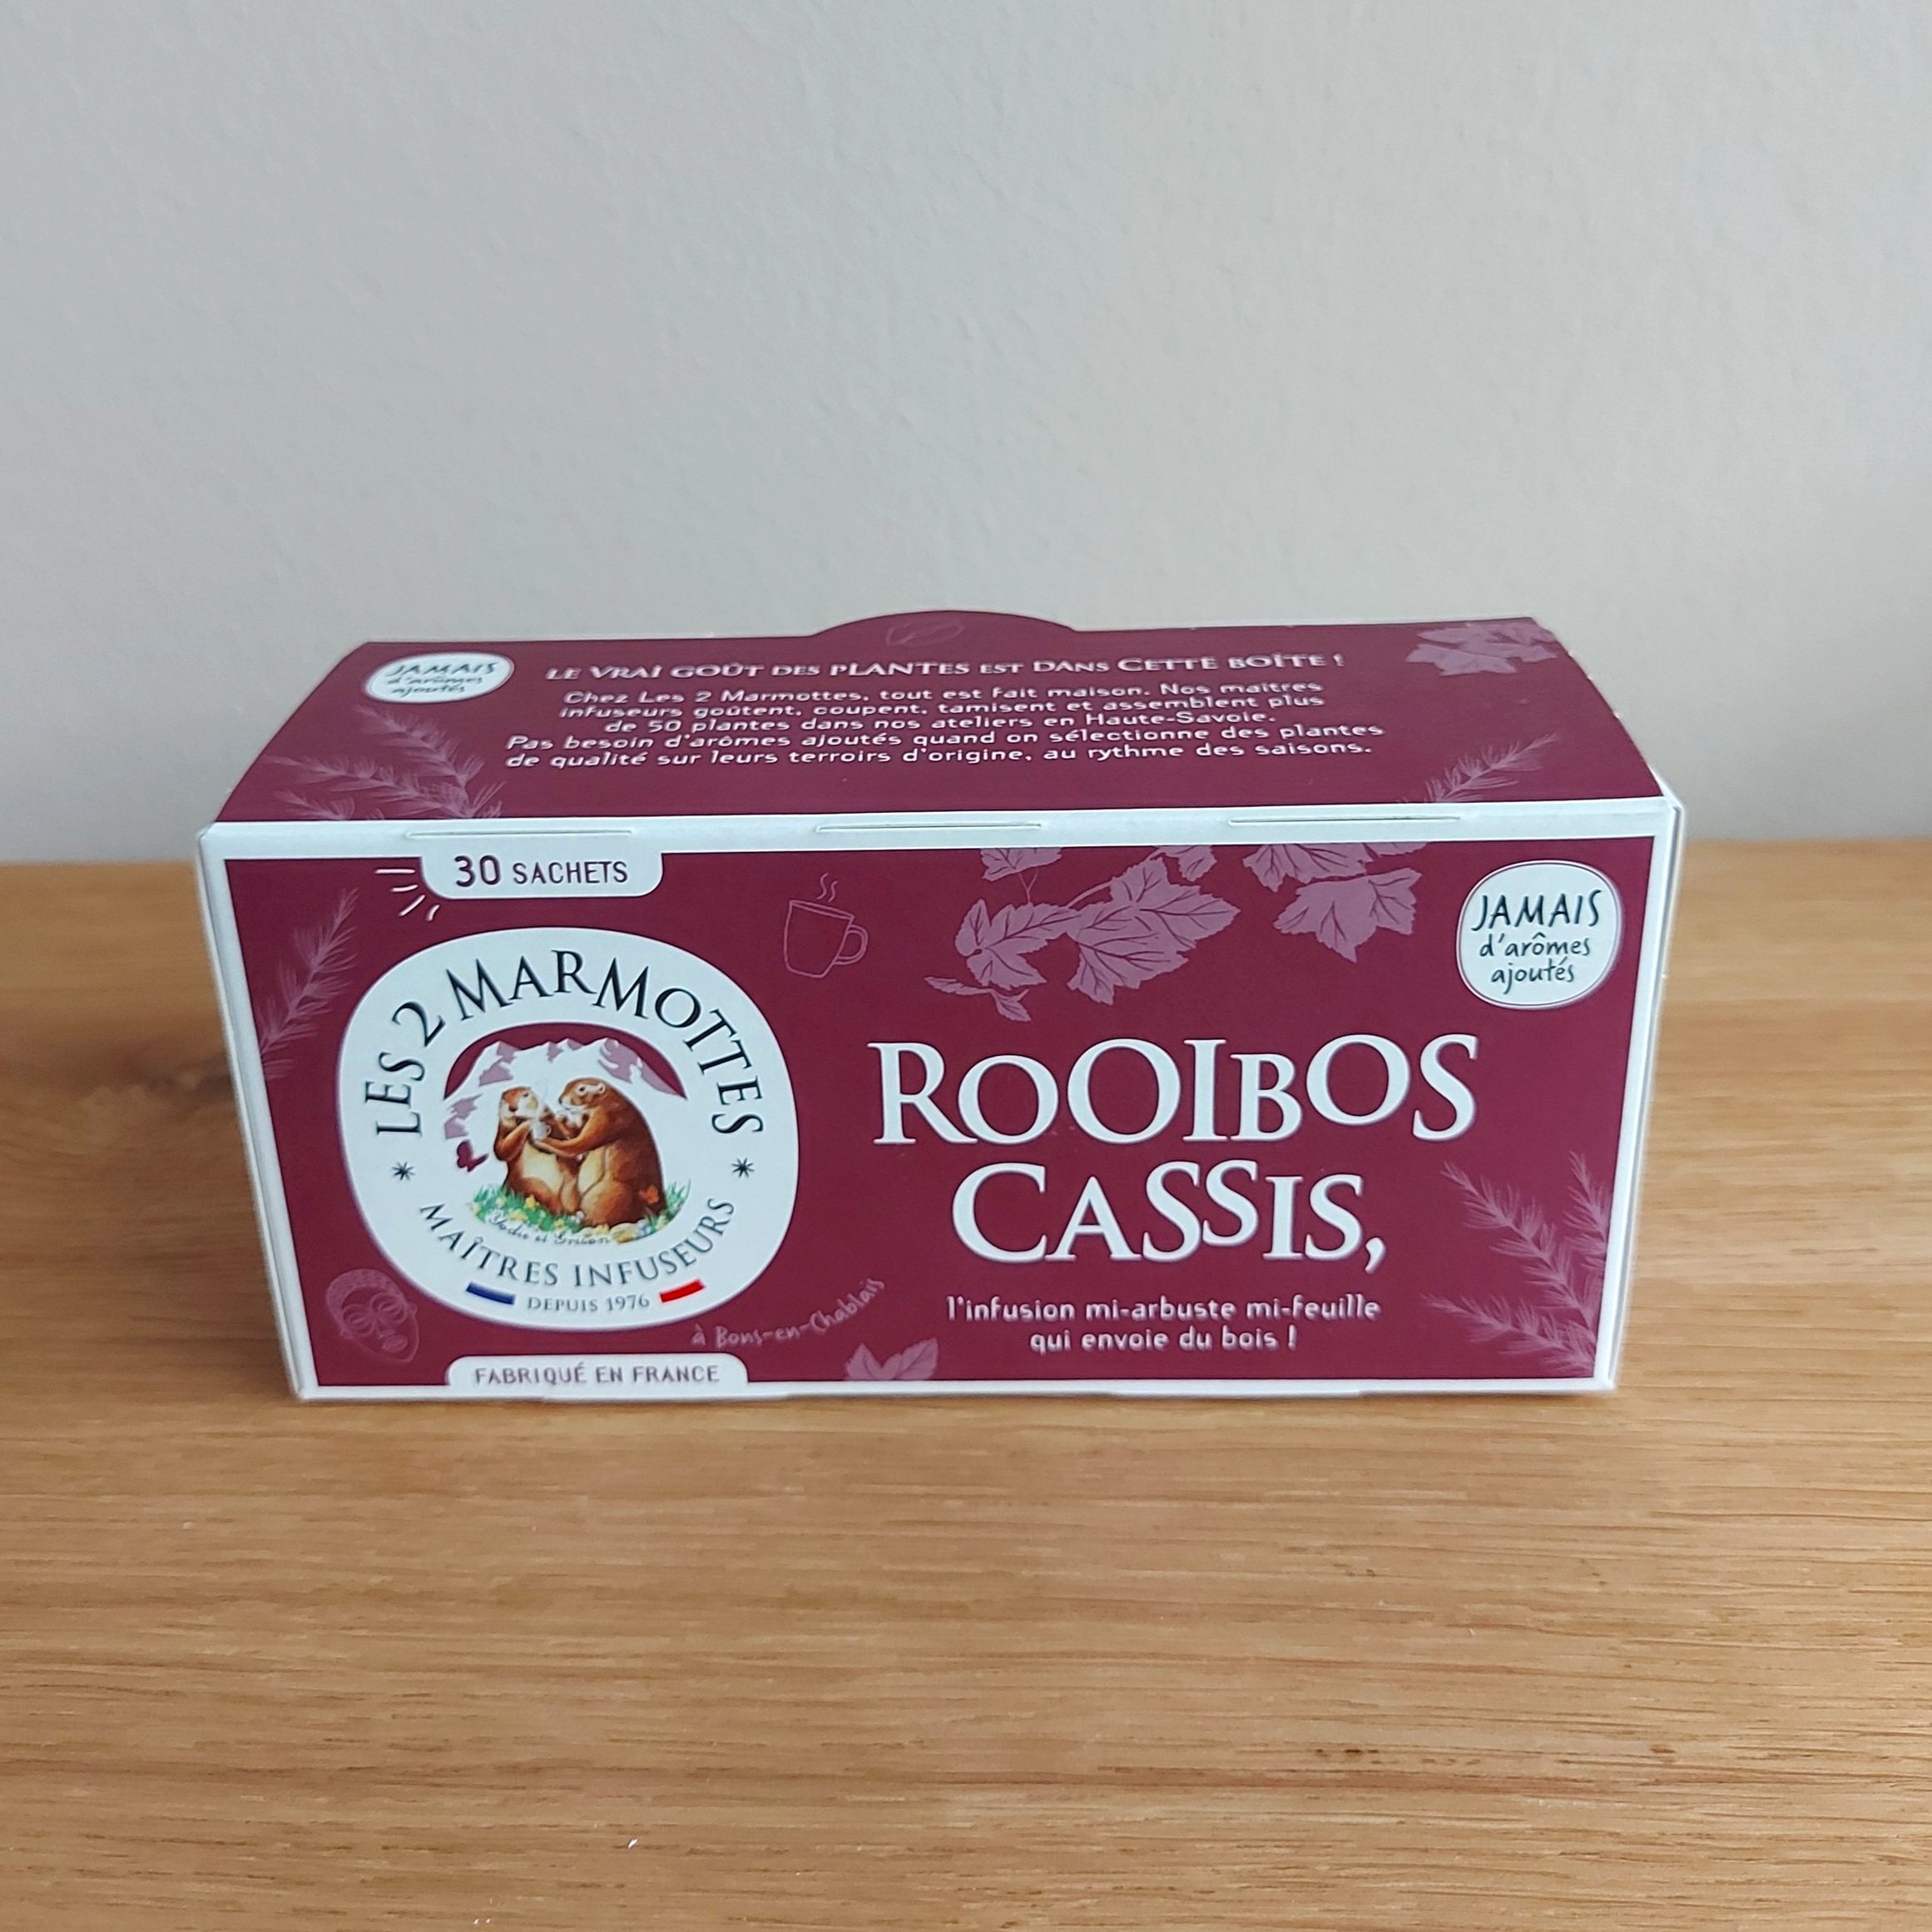 JAMAIS
d'arômes
ajoutés
LE VRAI GOÛT DES PLANTES EST DANS CETTE BOÎTE !
Chez Les 2 Marmottes, tout est fait maison. Nos maîtres
infuseurs goûtent, coupent, tamisent et assemblent plus
de 50 plantes dans nos ateliers en Haute-Savoie.
Pas besoin d'arômes ajoutés quand on sélectionne des plantes
de qualité sur leurs terroirs d'origine, au rythme des saisons.
30 SACHETS
LES 2 MARMOTTES
MAÎTRES INFUSEURS
DEPUIS 1976
à Bons-en-Chablais
FABRIQUÉ EN FRANCE
JAMAIS
d'arômes
ajoutés
ROOIBOS
CASSIS,
l'infusion mi-arbuste mi-feuille
qui envoie du bois !